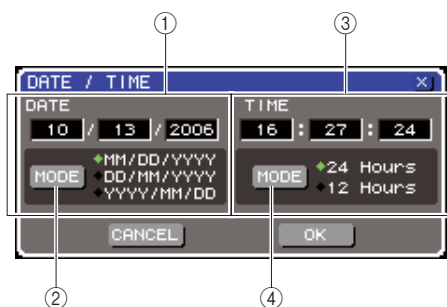 ① ③
DATE / TIME ×
DATE
10 / 13 / 2006
MODE
MM/DD/YYYY
DD/MM/YYYY
YYYY/MM/DD
TIME
16 : 27 : 24
MODE
24 Hours
12 Hours
CANCEL OK
② ④